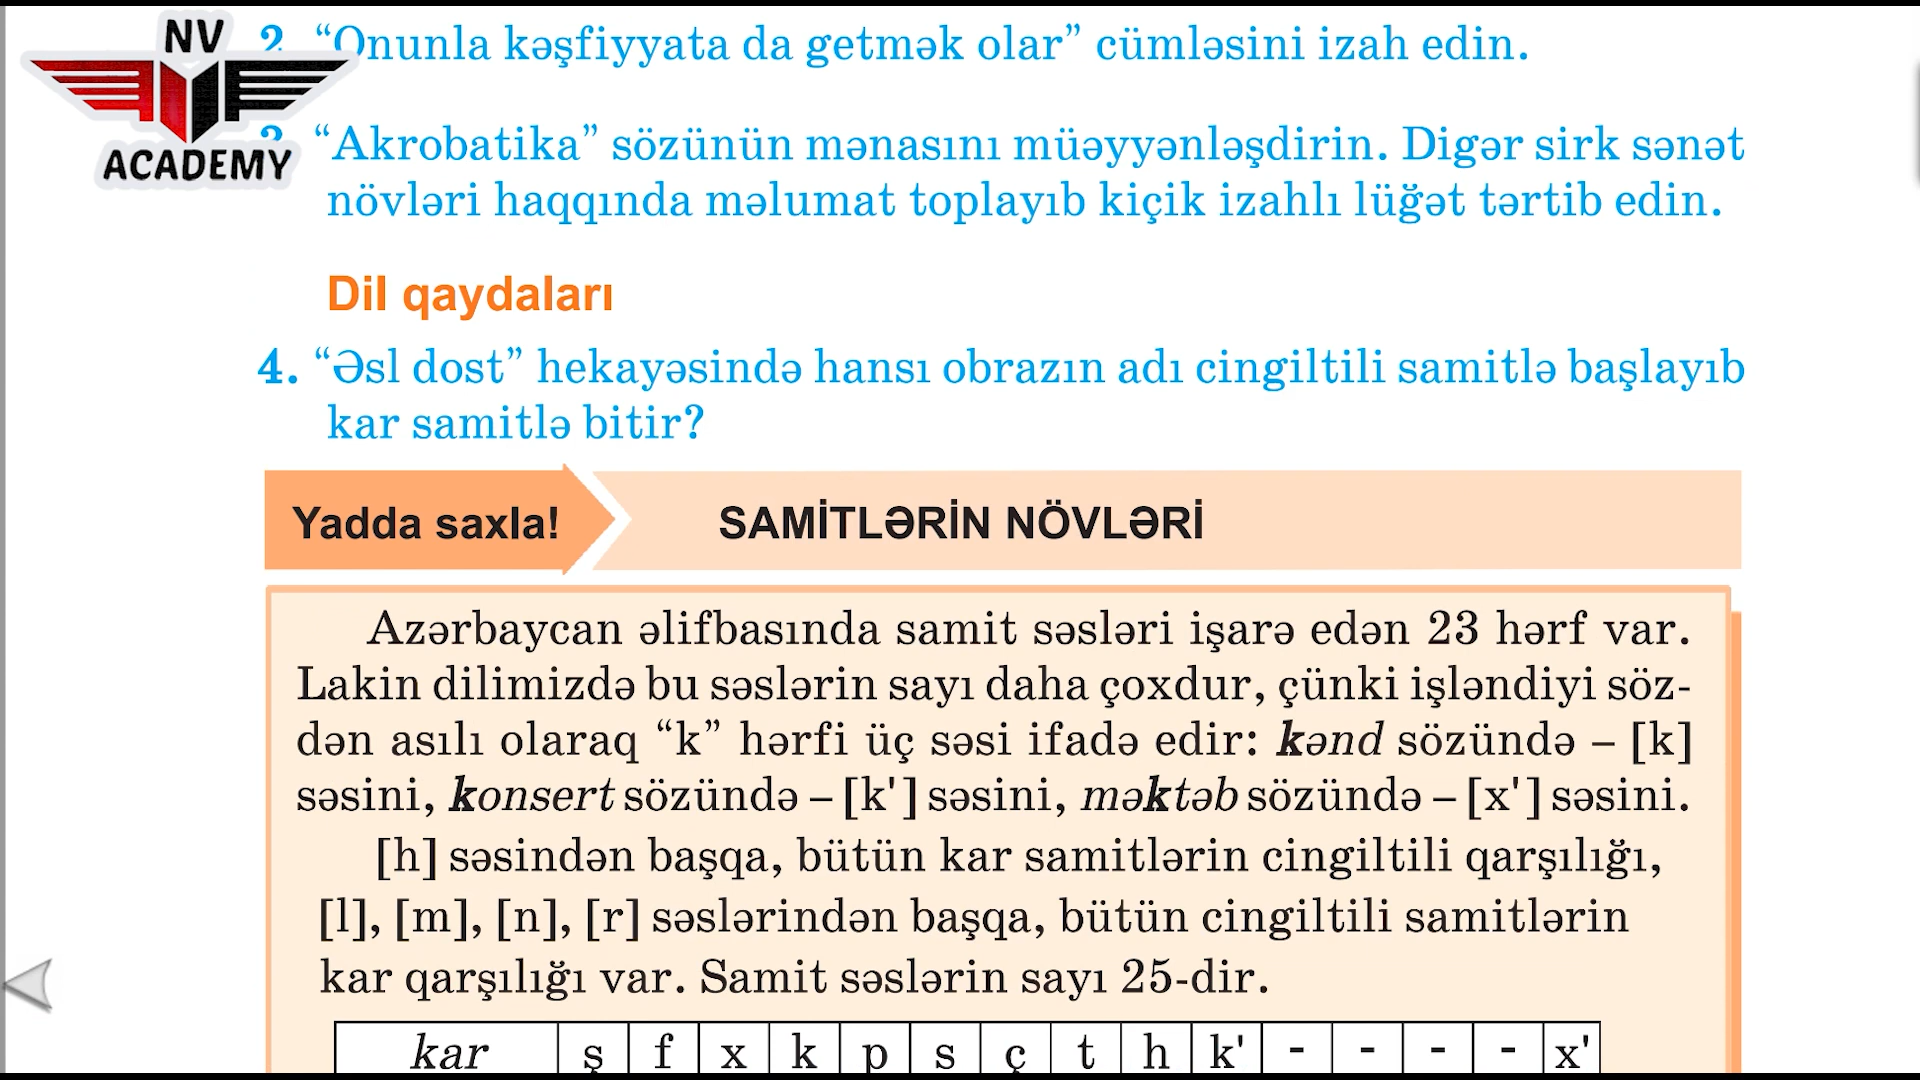 NV
ACADEMY
2. “Onunla kəşfiyyata da getmək olar” cümləsini izah edin.
“Akrobatika” sözünün mənasını müəyyənləşdirin. Digər sirk sənət
növləri haqqında məlumat toplayıb kiçik izahlı lüğət tərtib edin.
Dil qaydaları
4. “Əsl dost” hekayəsində hansı obrazın adı cingiltili samitlə başlayıb
kar samitlə bitir?
Yadda saxla! SAMİTLƏRİN NÖVLƏRİ
Azərbaycan əlifbasında samit səsləri işarə edən 23 hərf var.
Lakin dilimizdə bu səslərin sayı daha çoxdur, çünki işləndiyi söz-
dən asılı olaraq “k” hərfi üç səsi ifadə edir: kənd sözündə – [k]
səsini, konsert sözündə – [k'] səsini, məktəb sözündə – [x'] səsini.
[h] səsindən başqa, bütün kar samitlərin cingiltili qarşılığı,
[l], [m], [n], [r] səslərindən başqa, bütün cingiltili samitlərin
kar qarşılığı var. Samit səslərin sayı 25-dir.
kar ş f x k p s ç t h k' - - - - x'